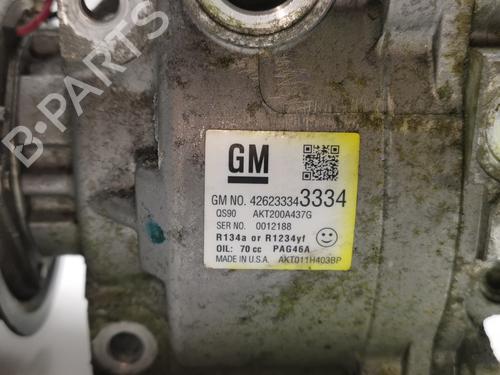 B-PARTS
GM
GM NO. 42623334 3334
QS90 AKT200A437G
SER NO. 0012188
R134a or R1234yf
OIL: 70 cc PAG46A
MADE IN U.S.A. AKT011H403BP